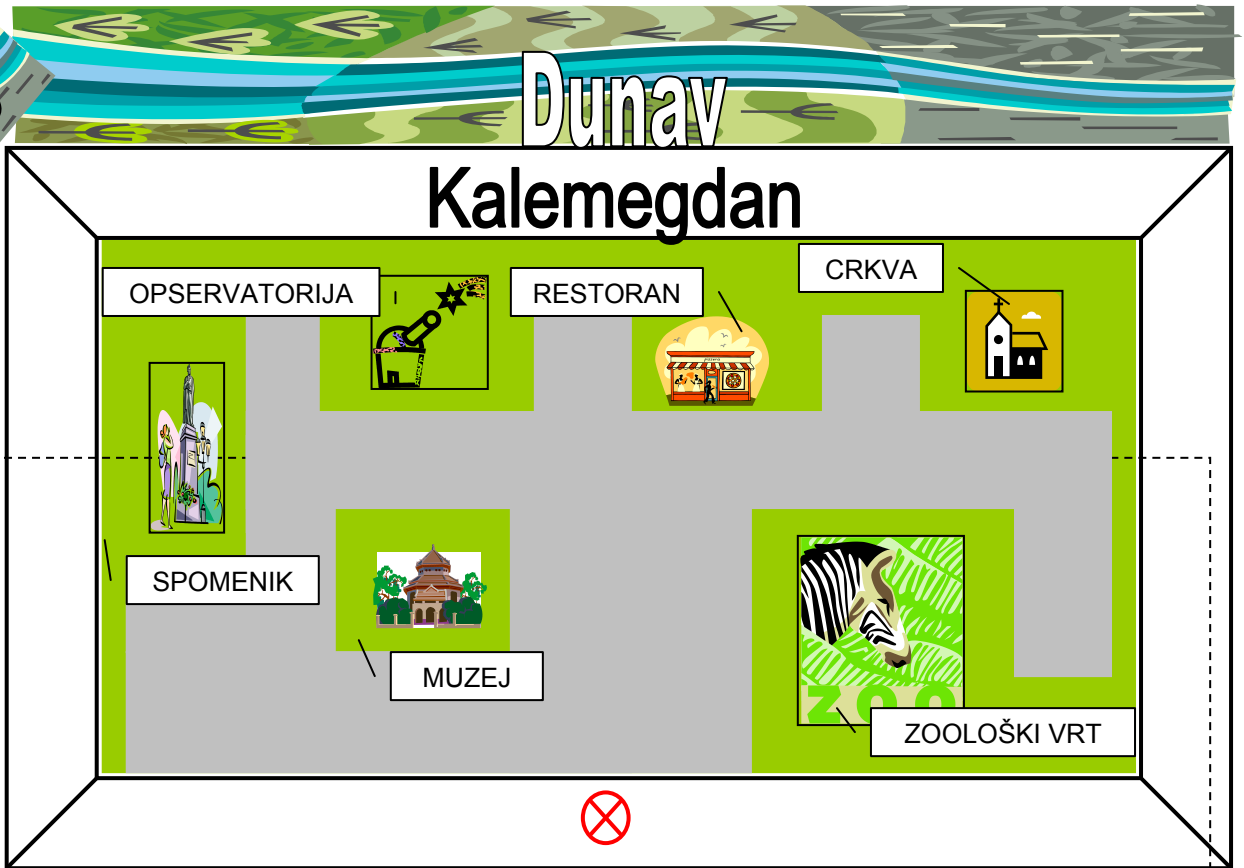 Dunav
Kalemegdan
CRKVA
OPSERVATORIJA
RESTORAN
SPOMENIK
MUZEJ
ZOO
ZOOLOŠKI VRT